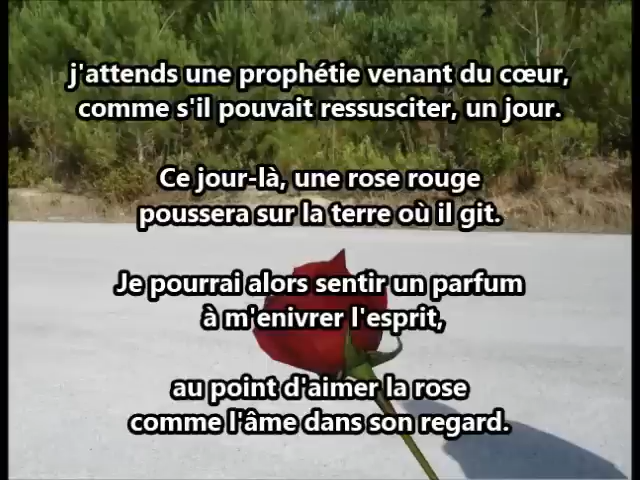 j'attends une prophétie venant du cœur,
comme s'il pouvait ressusciter, un jour.
Ce jour-là, une rose rouge
poussera sur la terre où il git.
Je pourrai alors sentir un parfum
à m'enivrer l'esprit,
au point d'aimer la rose
comme l'âme dans son regard.